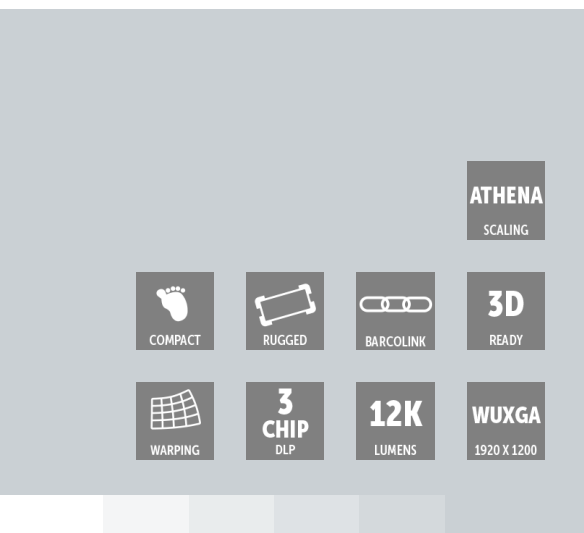 ATHENA
SCALING
COMPACT
RUGGED
BARCOLINK
3D
READY
WARPING
3
CHIP
DLP
12K
LUMENS
WUXGA
1920 X 1200